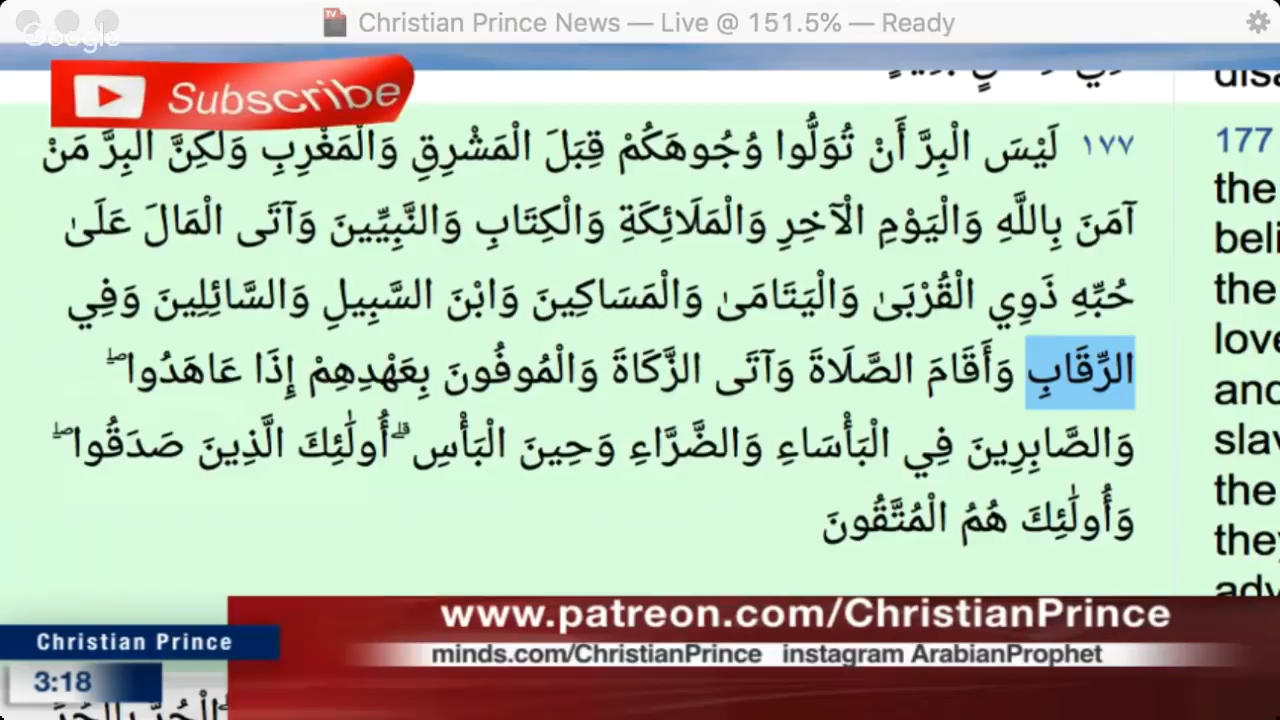 Christian Prince News — Live @ 151.5% — Ready
Google
Subscribe
١٧٧ لَيْسَ الْبِرَّ أَنْ تُوَلُّوا وُجُوهَكُمْ قِبَلَ الْمَشْرِقِ وَالْمَغْرِبِ وَلَٰكِنَّ الْبِرَّ مَنْ
آمَنَ بِاللَّهِ وَالْيَوْمِ الْآخِرِ وَالْمَلَائِكَةِ وَالْكِتَابِ وَالنَّبِيِّينَ وَآتَى الْمَالَ عَلَىٰ
حُبِّهِ ذَوِي الْقُرْبَىٰ وَالْيَتَامَىٰ وَالْمَسَاكِينَ وَابْنَ السَّبِيلِ وَالسَّائِلِينَ وَفِي
الرِّقَابِ وَأَقَامَ الصَّلَاةَ وَآتَى الزَّكَاةَ وَالْمُوفُونَ بِعَهْدِهِمْ إِذَا عَاهَدُوا ۖ
وَالصَّابِرِينَ فِي الْبَأْسَاءِ وَالضَّرَّاءِ وَحِينَ الْبَأْسِ ۗ أُولَٰئِكَ الَّذِينَ صَدَقُوا ۖ
وَأُولَٰئِكَ هُمُ الْمُتَّقُونَ
177
the
beli
the
love
and
slav
the
they
adv
www.patreon.com/ChristianPrince
minds.com/ChristianPrince instagram ArabianProphet
Christian Prince
3:18